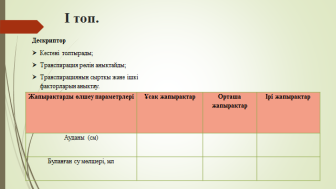 I топ.
Дескриптор
Кестені толтырады;
Транспирация рөлін анықтайды;
Транспирацияның сыртқы және ішкі
факторларын анықтау.
Жапырақтарды өлшеу параметрлері Ұсақ жапырақтар Орташа жапырақтар Ірі жапырақтар
Ауданы (см)
Буланған су мөлшері, мл